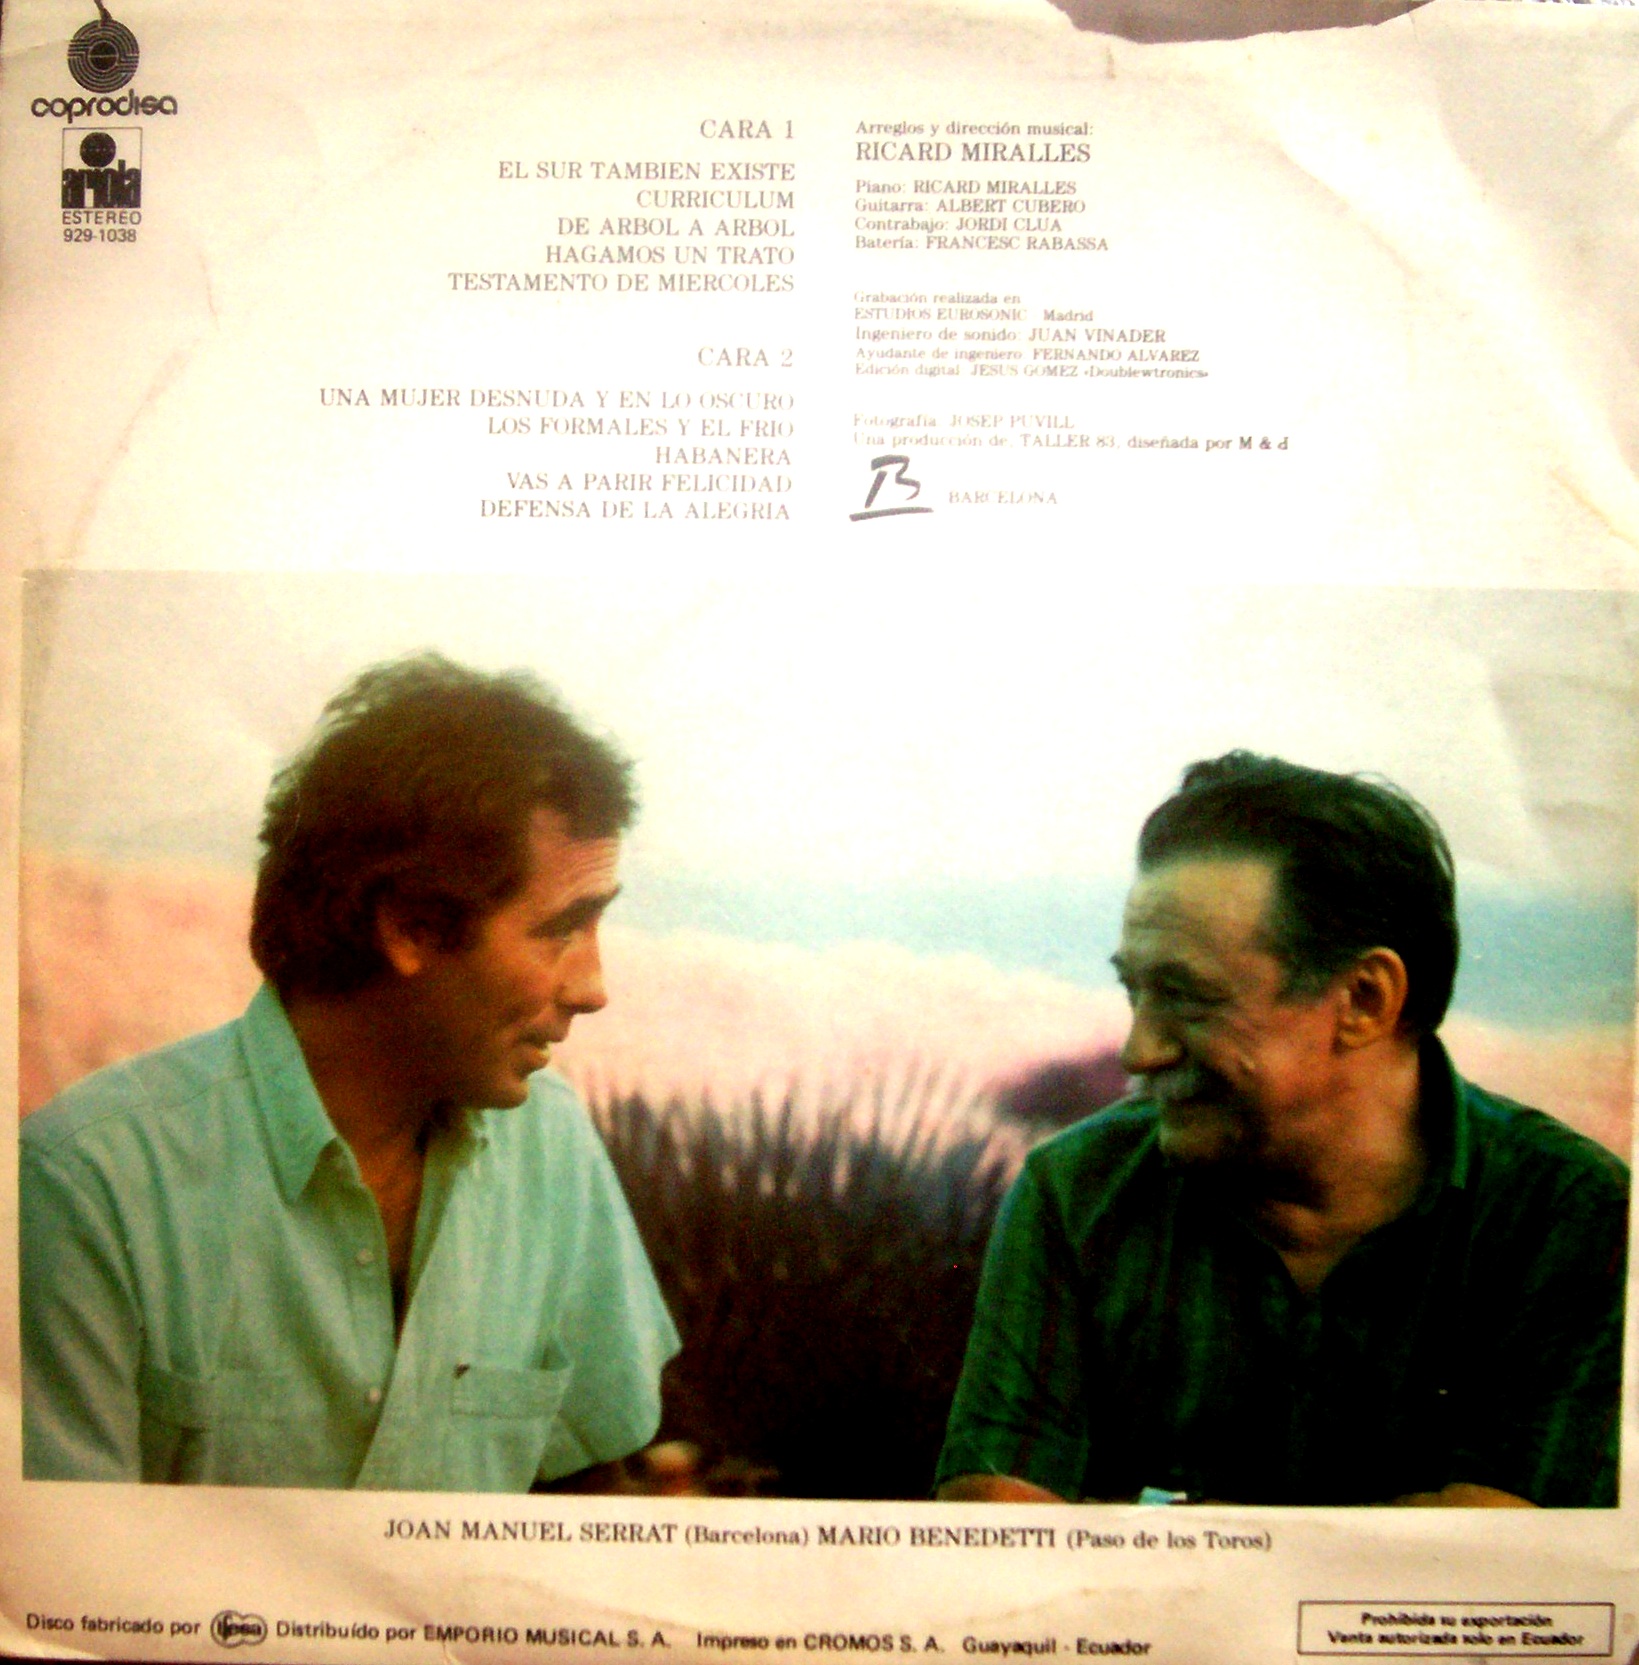 coprodisa
ariola
ESTEREO
929-1038
CARA 1
EL SUR TAMBIEN EXISTE
CURRICULUM
DE ARBOL A ARBOL
HAGAMOS UN TRATO
TESTAMENTO DE MIERCOLES
CARA 2
UNA MUJER DESNUDA Y EN LO OSCURO
LOS FORMALES Y EL FRIO
HABANERA
VAS A PARIR FELICIDAD
DEFENSA DE LA ALEGRIA
Arreglos y dirección musical:
RICARD MIRALLES
Piano: RICARD MIRALLES
Guitarra: ALBERT CUBERO
Contrabajo: JORDI CLUA
Batería: FRANCESC RABASSA
Grabación realizada en
ESTUDIOS EUROSONIC Madrid
Ingeniero de sonido: JUAN VINADER
Ayudante de ingeniero: FERNANDO ALVAREZ
Edición digital: JESUS GOMEZ «Doublewtronics»
Fotografía: JOSEP PUVILL
Una producción de: TALLER 83, diseñada por M & d
B BARCELONA
JOAN MANUEL SERRAT (Barcelona) MARIO BENEDETTI (Paso de los Toros)
Disco fabricado por ifesa Distribuído por EMPORIO MUSICAL S. A. Impreso en CROMOS S. A. Guayaquil - Ecuador
Prohibida su exportación
Venta autorizada solo en Ecuador